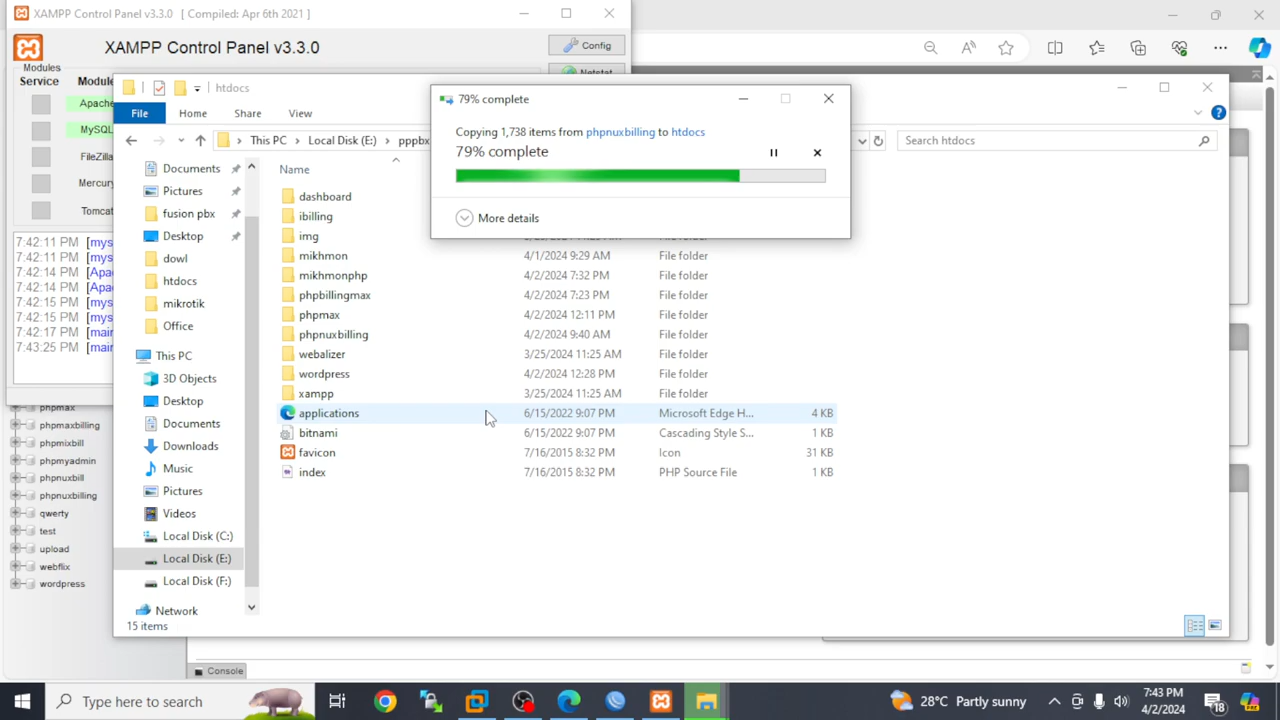 XAMPP Control Panel v3.3.0 [ Compiled: Apr 6th 2021 ]
XAMPP Control Panel v3.3.0
Config
Netstat
Modules
Service
Module
Apache
MySQL
FileZilla
Mercury
Tomcat
7:42:11 PM [mys
7:42:11 PM [mys
7:42:14 PM [Apa
7:42:14 PM [Apa
7:42:15 PM [mys
7:42:15 PM [mys
7:42:17 PM [main
7:43:25 PM [main
phpmax
phpmaxbilling
phpmixbill
phpmyadmin
phpnuxbill
phpnuxbilling
qwerty
test
upload
webflix
wordpress
Console
htdocs
File
Home
Share
View
This PC
Local Disk (E:)
pppbx
Search htdocs
Documents
Pictures
fusion pbx
Desktop
dowl
htdocs
mikrotik
Office
This PC
3D Objects
Desktop
Documents
Downloads
Music
Pictures
Videos
Local Disk (C:)
Local Disk (E:)
Local Disk (F:)
Network
15 items
Name
dashboard
ibilling
img
mikhmon 4/1/2024 9:29 AM File folder
mikhmonphp 4/2/2024 7:32 PM File folder
phpbillingmax 4/2/2024 7:23 PM File folder
phpmax 4/2/2024 12:11 PM File folder
phpnuxbilling 4/2/2024 9:40 AM File folder
webalizer 3/25/2024 11:25 AM File folder
wordpress 4/2/2024 12:28 PM File folder
xampp 3/25/2024 11:25 AM File folder
applications 6/15/2022 9:07 PM Microsoft Edge H... 4 KB
bitnami 6/15/2022 9:07 PM Cascading Style S... 1 KB
favicon 7/16/2015 8:32 PM Icon 31 KB
index 7/16/2015 8:32 PM PHP Source File 1 KB
79% complete
Copying 1,738 items from phpnuxbilling to htdocs
79% complete
More details
Type here to search
28°C Partly sunny
7:43 PM
4/2/2024
18